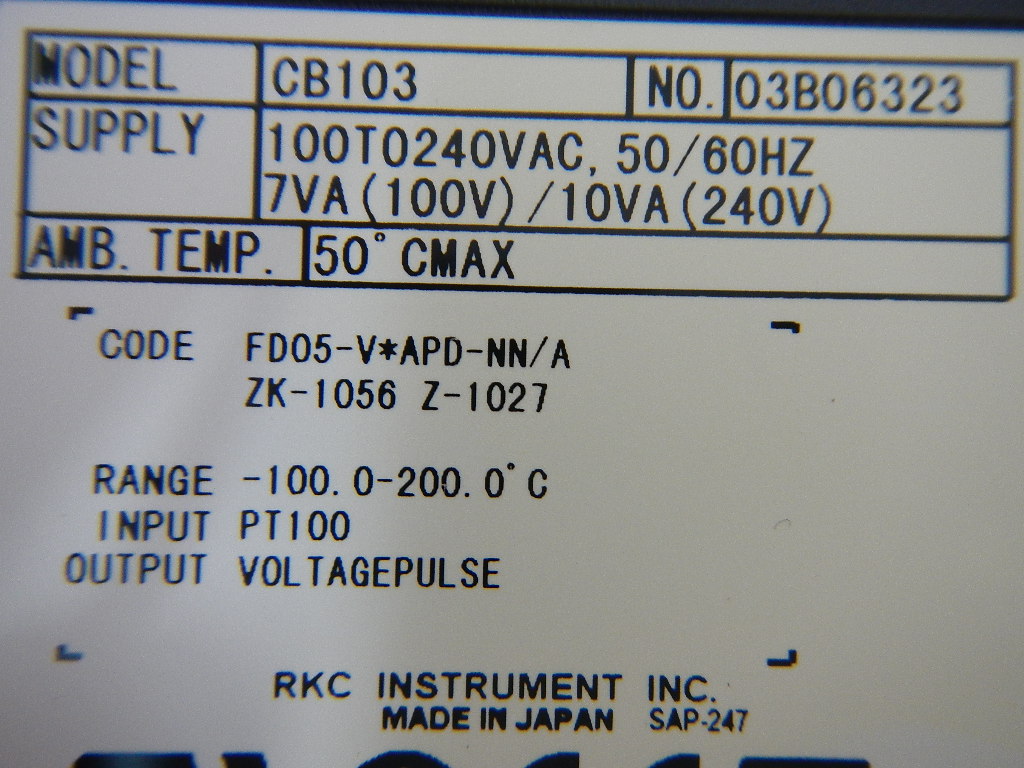 MODEL CB103 NO. 03B06323
SUPPLY 100TO240VAC, 50/60HZ
7VA(100V)/10VA(240V)
AMB. TEMP. 50°CMAX
CODE FD05-V*APD-NN/A
ZK-1056 Z-1027
RANGE -100.0-200.0°C
INPUT PT100
OUTPUT VOLTAGEPULSE
RKC INSTRUMENT INC.
MADE IN JAPAN SAP-247